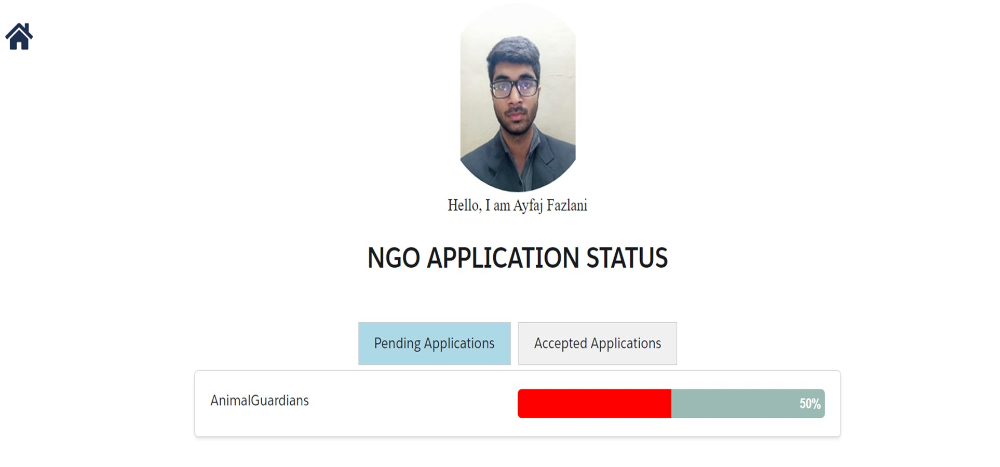 Hello, I am Ayfaj Fazlani
NGO APPLICATION STATUS
Pending Applications
Accepted Applications
AnimalGuardians
50%